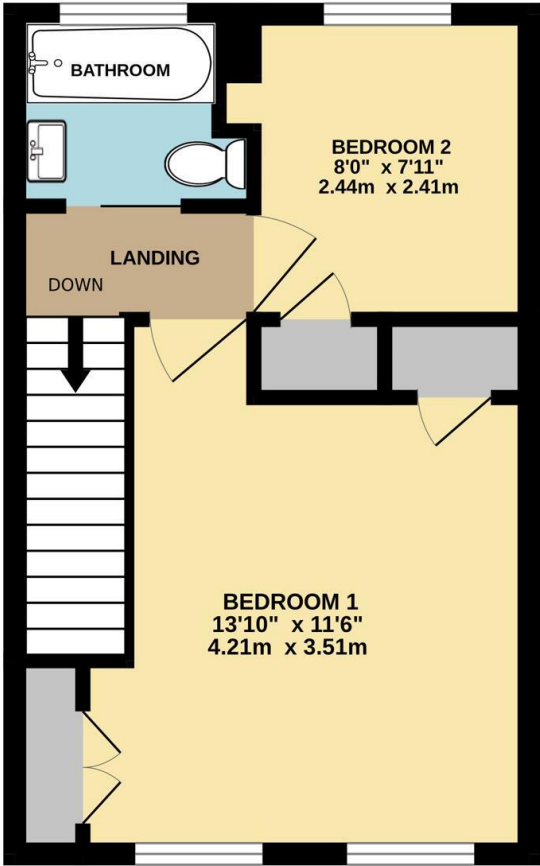 BATHROOM
BEDROOM 2
8'0" x 7'11"
2.44m x 2.41m
LANDING
DOWN
BEDROOM 1
13'10" x 11'6"
4.21m x 3.51m